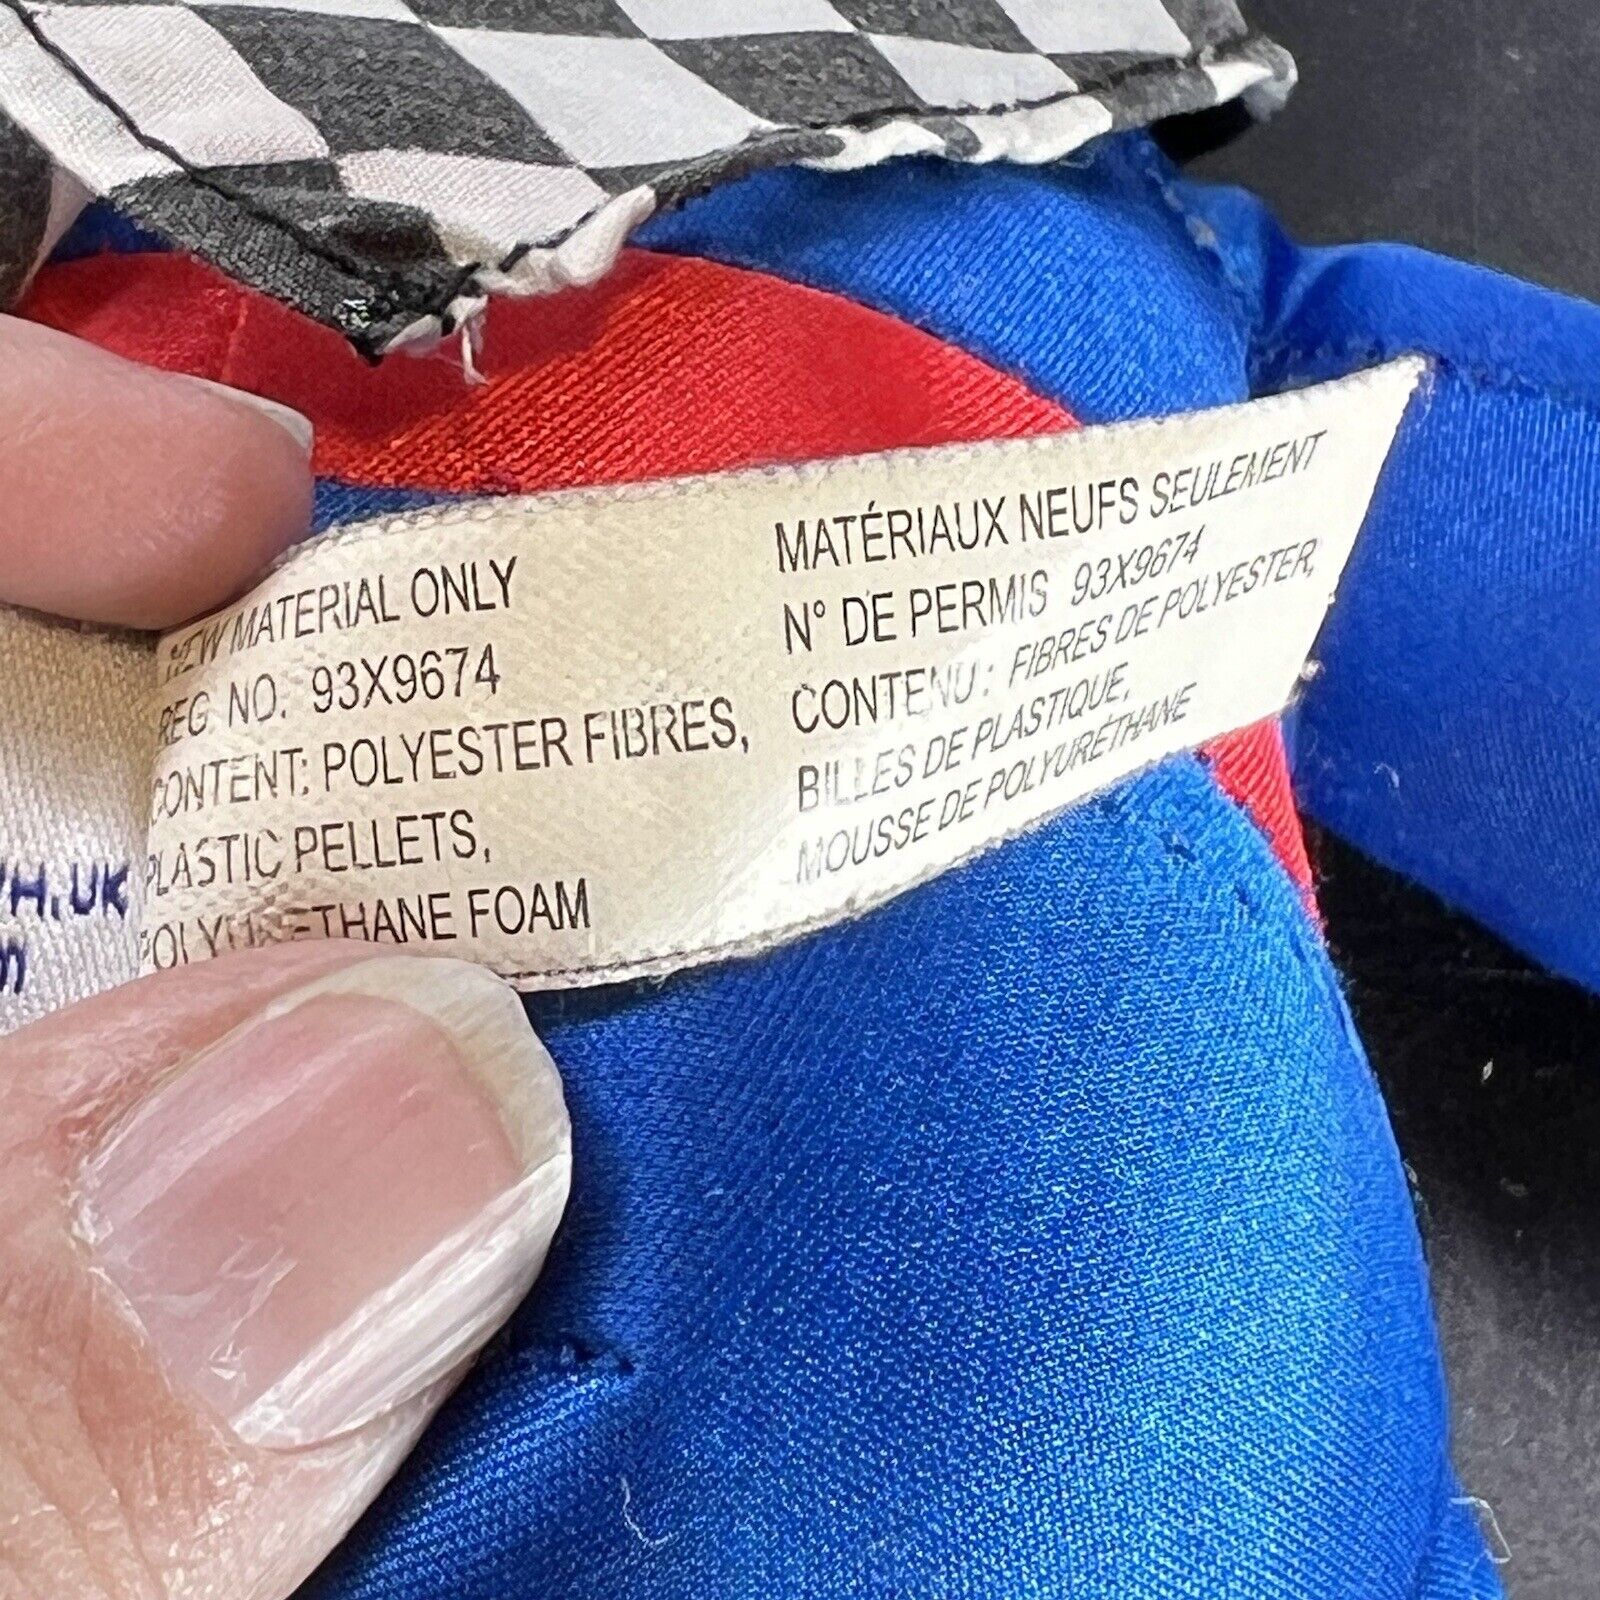 NEW MATERIAL ONLY
REG. NO. 93X9674
CONTENT: POLYESTER FIBRES,
PLASTIC PELLETS,
POLYURETHANE FOAM
MATÉRIAUX NEUFS SEULEMENT
N° DE PERMIS 93X9674
CONTENU: FIBRES DE POLYESTER,
BILLES DE PLASTIQUE,
MOUSSE DE POLYURÉTHANE
H.UK